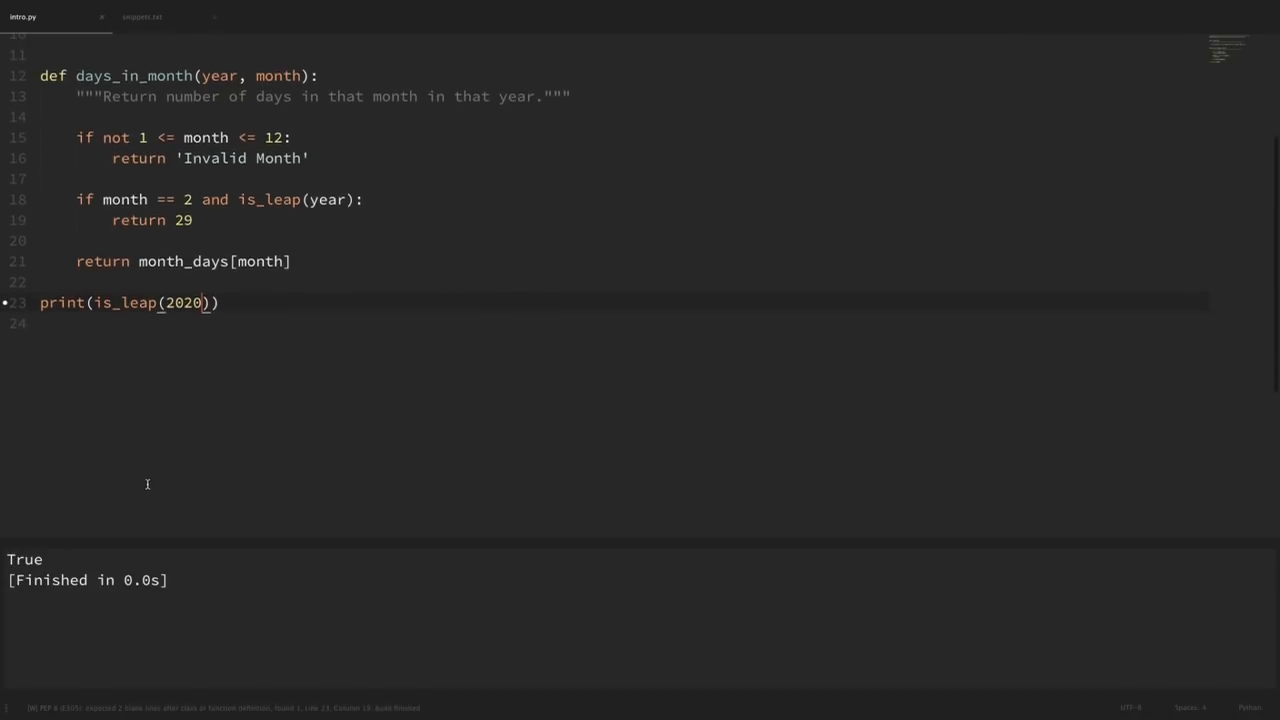 intro.py
snippets.txt
10
11
12 def days_in_month(year, month):
13     """Return number of days in that month in that year."""
14
15     if not 1 <= month <= 12:
16         return 'Invalid Month'
17
18     if month == 2 and is_leap(year):
19         return 29
20
21     return month_days[month]
22
23 print(is_leap(2020))
24
True
[Finished in 0.0s]
[W] PEP 8 (E305): expected 2 blank lines after class or function definition, found 1, Line 23, Column 19, Build finished
UTF-8
Spaces: 4
Python